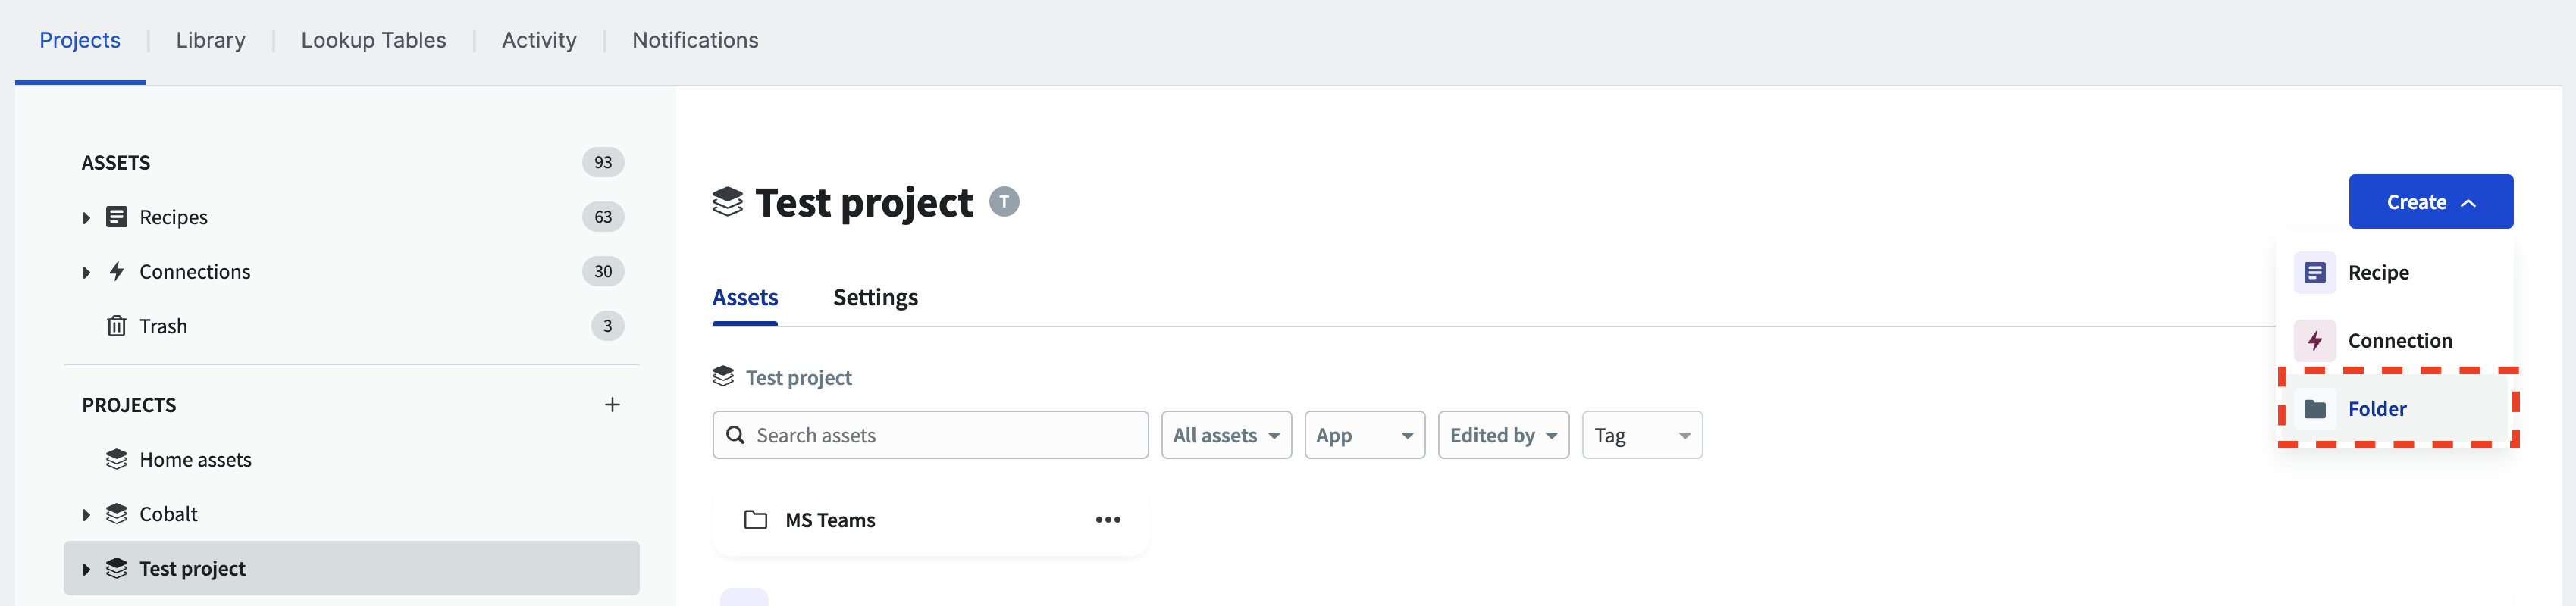 Projects
Library
Lookup Tables
Activity
Notifications
ASSETS
93
Recipes
63
Connections
30
Trash
3
PROJECTS
Home assets
Cobalt
Test project
Test project
T
Create
Recipe
Connection
Folder
Assets
Settings
Test project
Search assets
All assets
App
Edited by
Tag
MS Teams